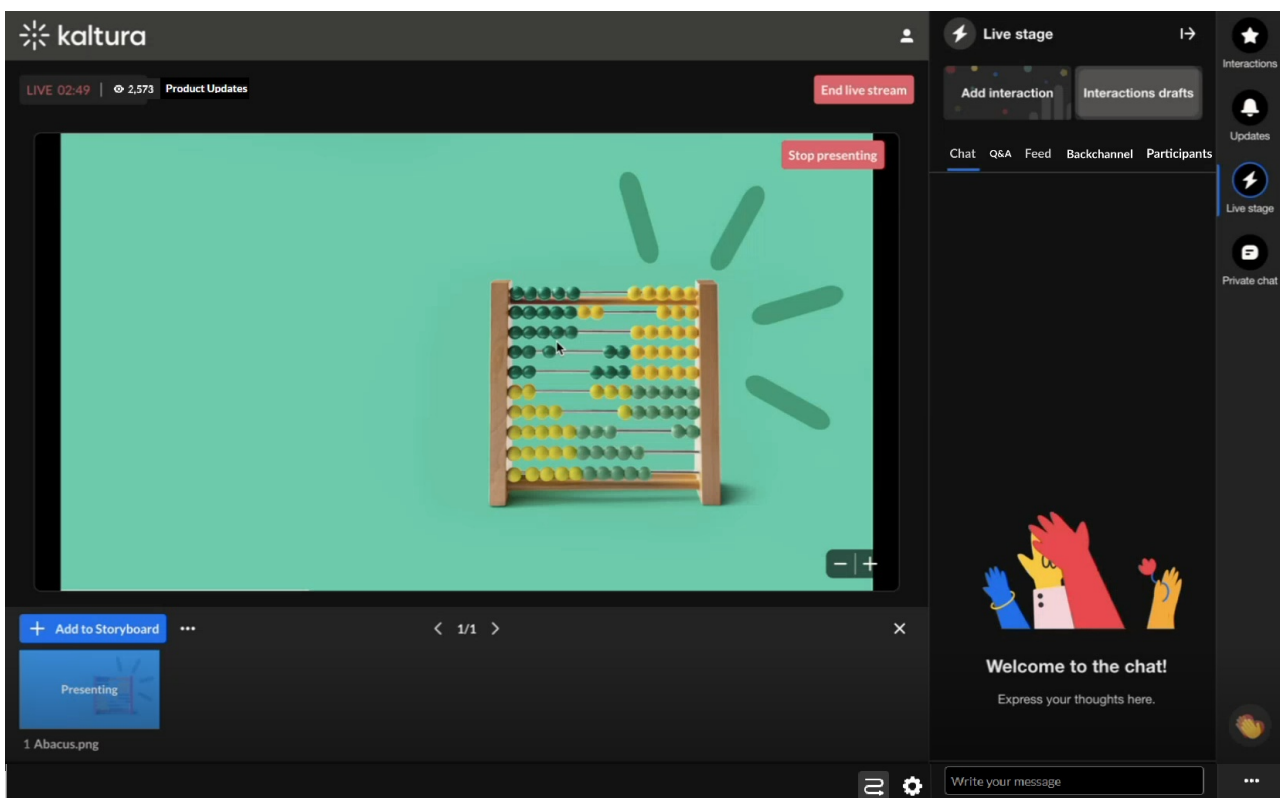 kaltura
LIVE 02:49 | 2,573 Product Updates
End live stream
Stop presenting
+ Add to Storyboard
1/1
Presenting
1 Abacus.png
Live stage
Add interaction
Interactions drafts
Chat Q&A Feed Backchannel Participants
Welcome to the chat!
Express your thoughts here.
Write your message
Interactions
Updates
Live stage
Private chat